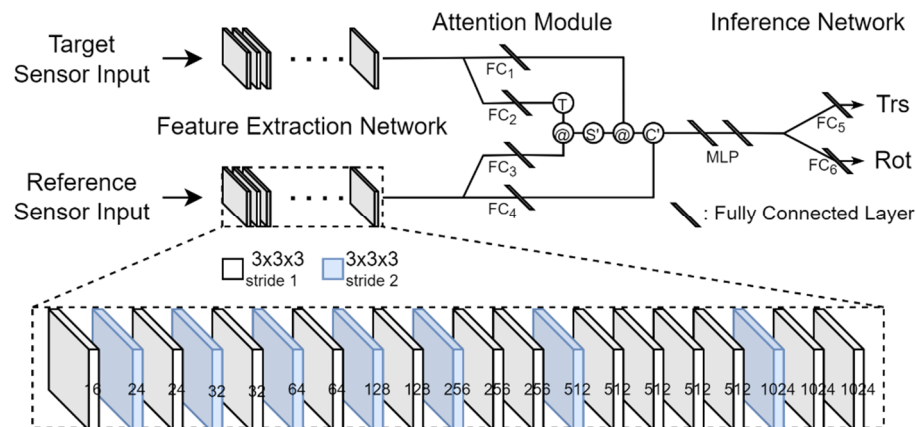 Attention Module
Inference Network
Target
Sensor Input
FC1
FC2
T
@ S' @ C'
Feature Extraction Network
FC3
FC4
MLP
FC5
Trs
FC6
Rot
Reference
Sensor Input
: Fully Connected Layer
3x3x3
stride 1
3x3x3
stride 2
16 24 24 32 32 64 64 128 128 256 256 256 512 512 512 512 512 1024 1024 1024